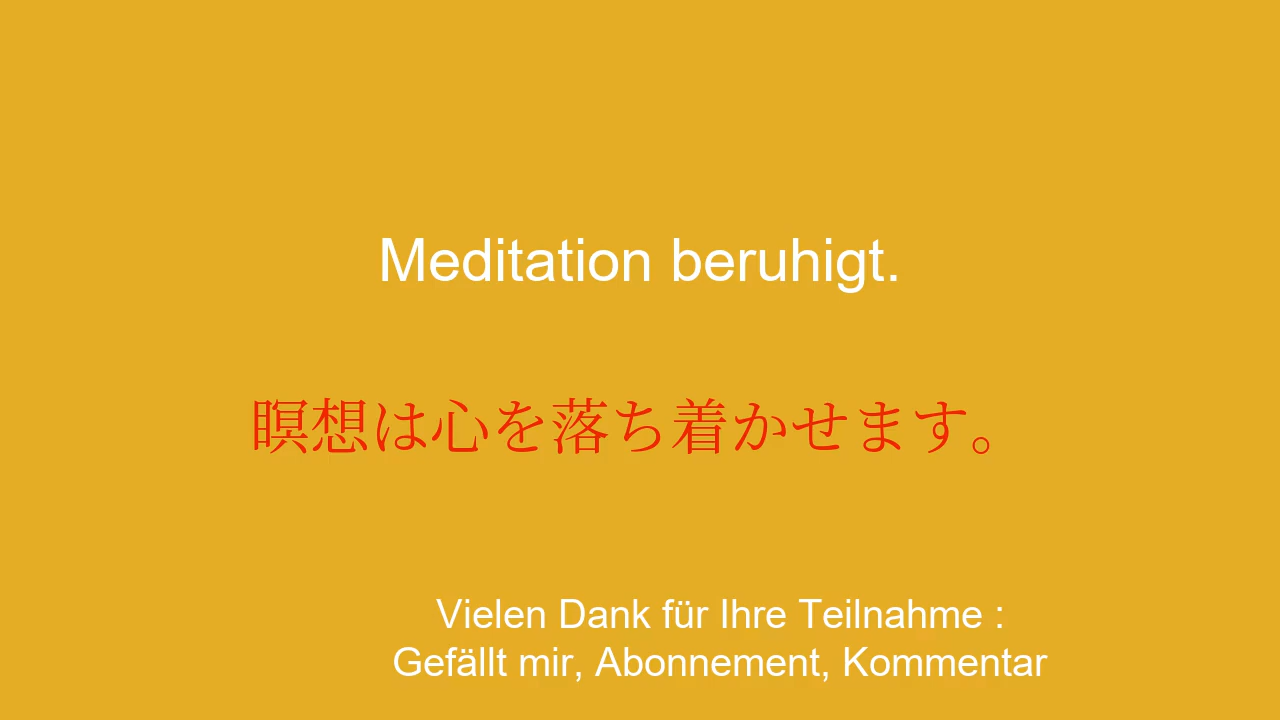 Meditation beruhigt.
瞑想は心を落ち着かせます。
Vielen Dank für Ihre Teilnahme :
Gefällt mir, Abonnement, Kommentar